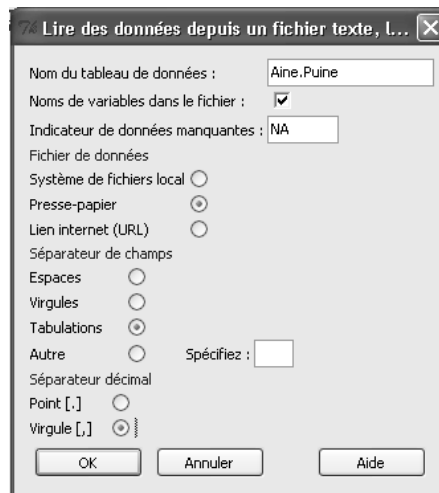 Lire des données depuis un fichier texte, l...
Nom du tableau de données : Aine.Puine
Noms de variables dans le fichier :
Indicateur de données manquantes : NA
Fichier de données
Système de fichiers local
Presse-papier
Lien internet (URL)
Séparateur de champs
Espaces
Virgules
Tabulations
Autre Spécifiez :
Séparateur décimal
Point [.]
Virgule [,]
OK Annuler Aide